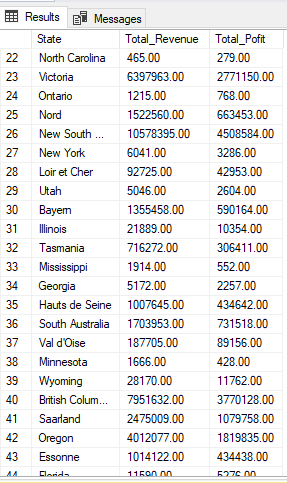 Results Messages
State Total_Revenue Total_Pofit
22 North Carolina 465.00 279.00
23 Victoria 6397963.00 2771150.00
24 Ontario 1215.00 768.00
25 Nord 1522560.00 663453.00
26 New South ... 10578395.00 4508584.00
27 New York 6041.00 3286.00
28 Loir et Cher 92725.00 42953.00
29 Utah 5046.00 2604.00
30 Bayern 1355458.00 590164.00
31 Illinois 21889.00 10354.00
32 Tasmania 716272.00 306411.00
33 Mississippi 1914.00 552.00
34 Georgia 5172.00 2257.00
35 Hauts de Seine 1007645.00 434642.00
36 South Australia 1703953.00 731518.00
37 Val d'Oise 187705.00 89156.00
38 Minnesota 1666.00 428.00
39 Wyoming 28170.00 11762.00
40 British Colum... 7951632.00 3770128.00
41 Saarland 2475009.00 1079758.00
42 Oregon 4012077.00 1819835.00
43 Essonne 1014122.00 434438.00
44 Florida 11590.00 5276.00